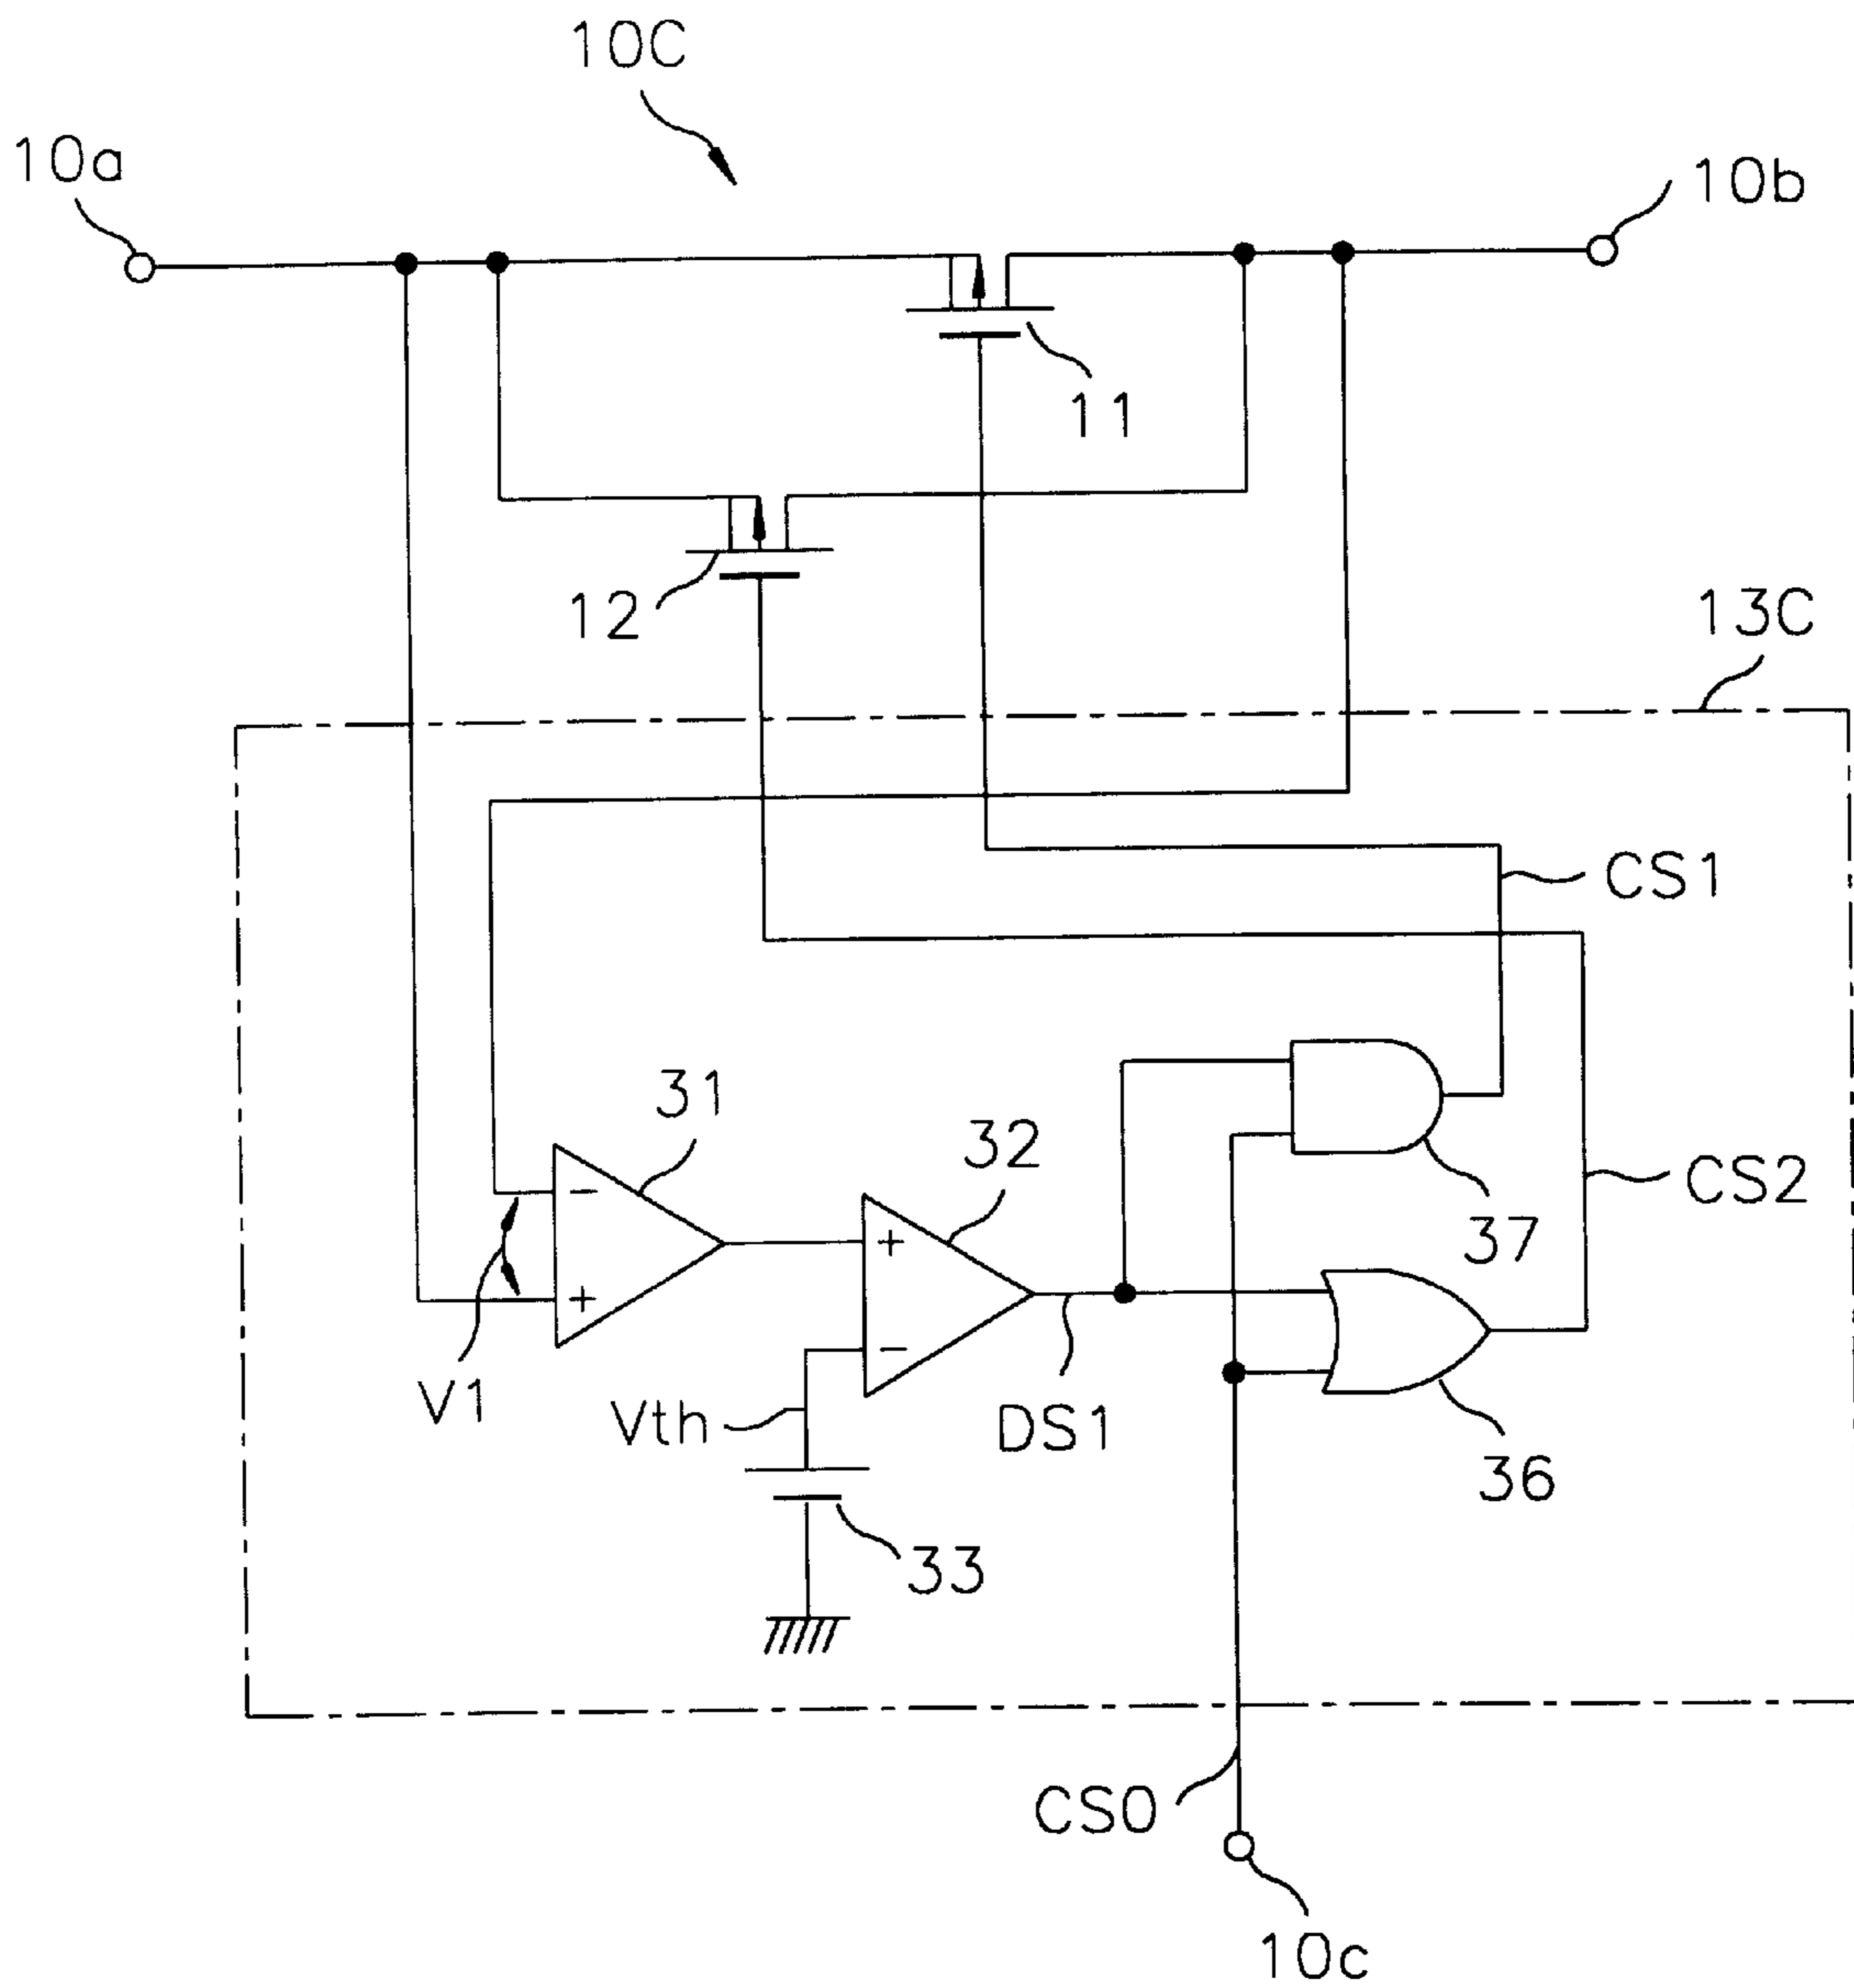 10C
10a
10b
11
12
13C
CS1
31
32
-
+
37
CS2
+
-
V1
Vth
DS1
36
33
CS0
10c